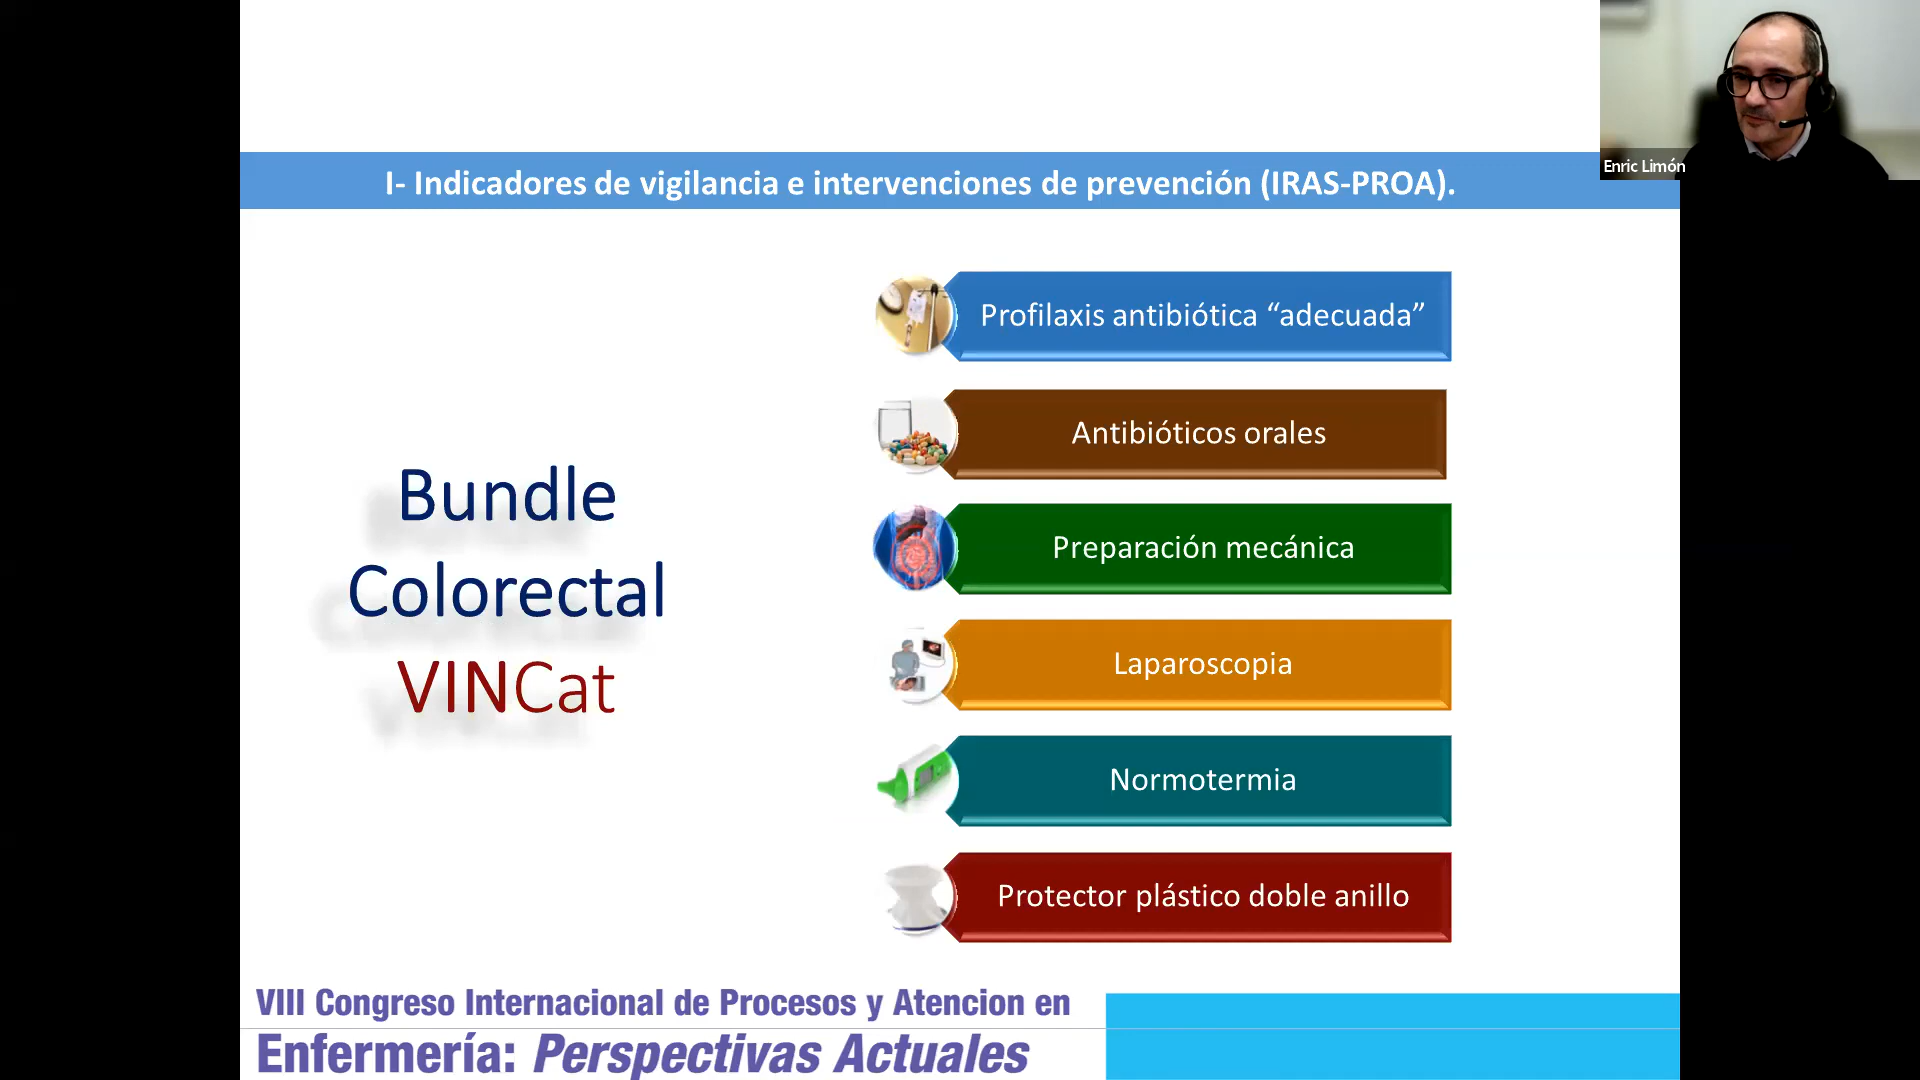 Enric Limón
I- Indicadores de vigilancia e intervenciones de prevención (IRAS-PROA).
Bundle
Colorectal
VINCat
Profilaxis antibiótica “adecuada”
Antibióticos orales
Preparación mecánica
Laparoscopia
Normotermia
Protector plástico doble anillo
VIII Congreso Internacional de Procesos y Atencion en
Enfermería: Perspectivas Actuales